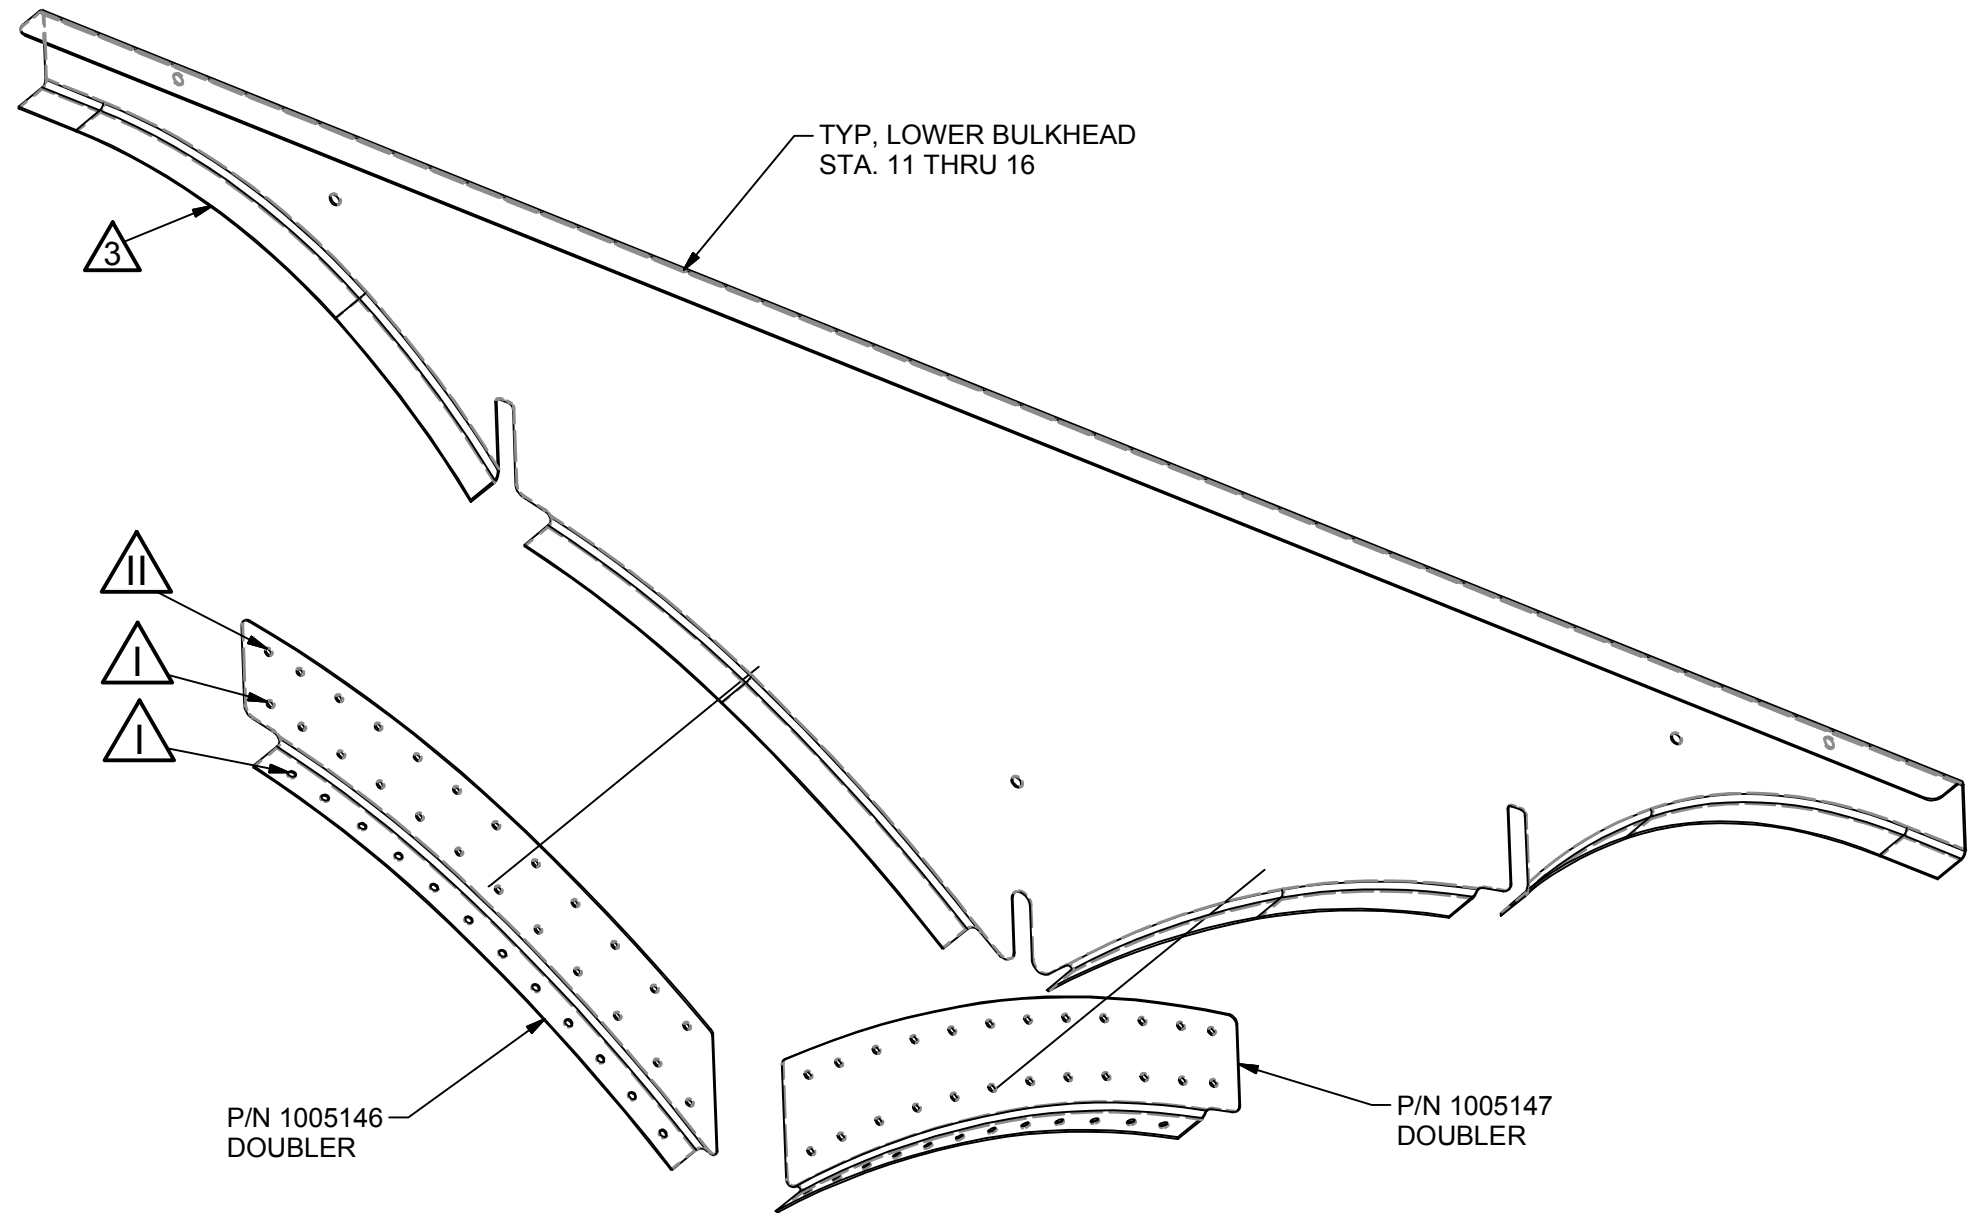 TYP, LOWER BULKHEAD
STA. 11 THRU 16
3
II
I
I
P/N 1005146
DOUBLER
P/N 1005147
DOUBLER